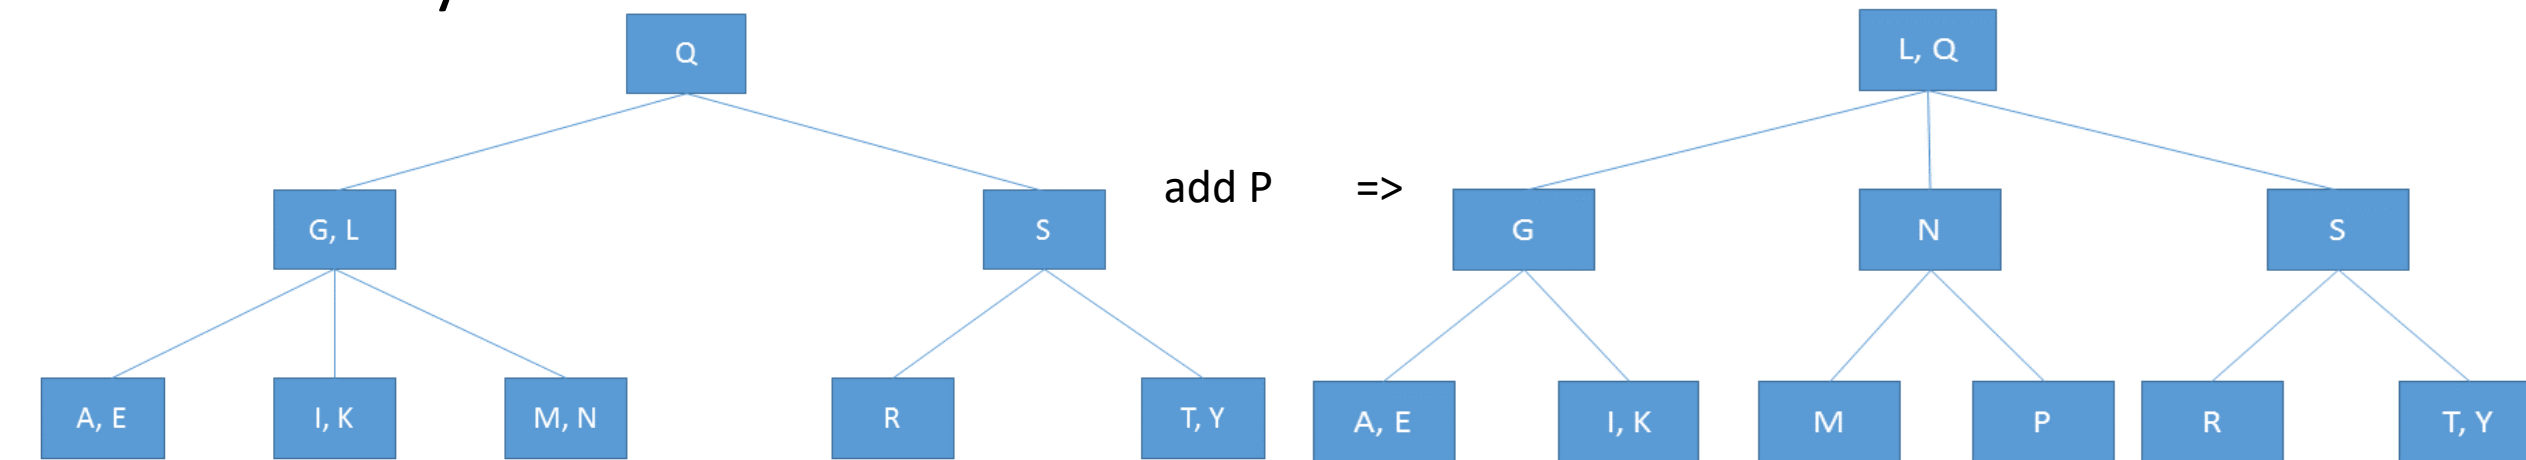 Q
L, Q
G, L
S
add P =>
G
N
S
A, E
I, K
M, N
R
T, Y
A, E
I, K
M
P
R
T, Y